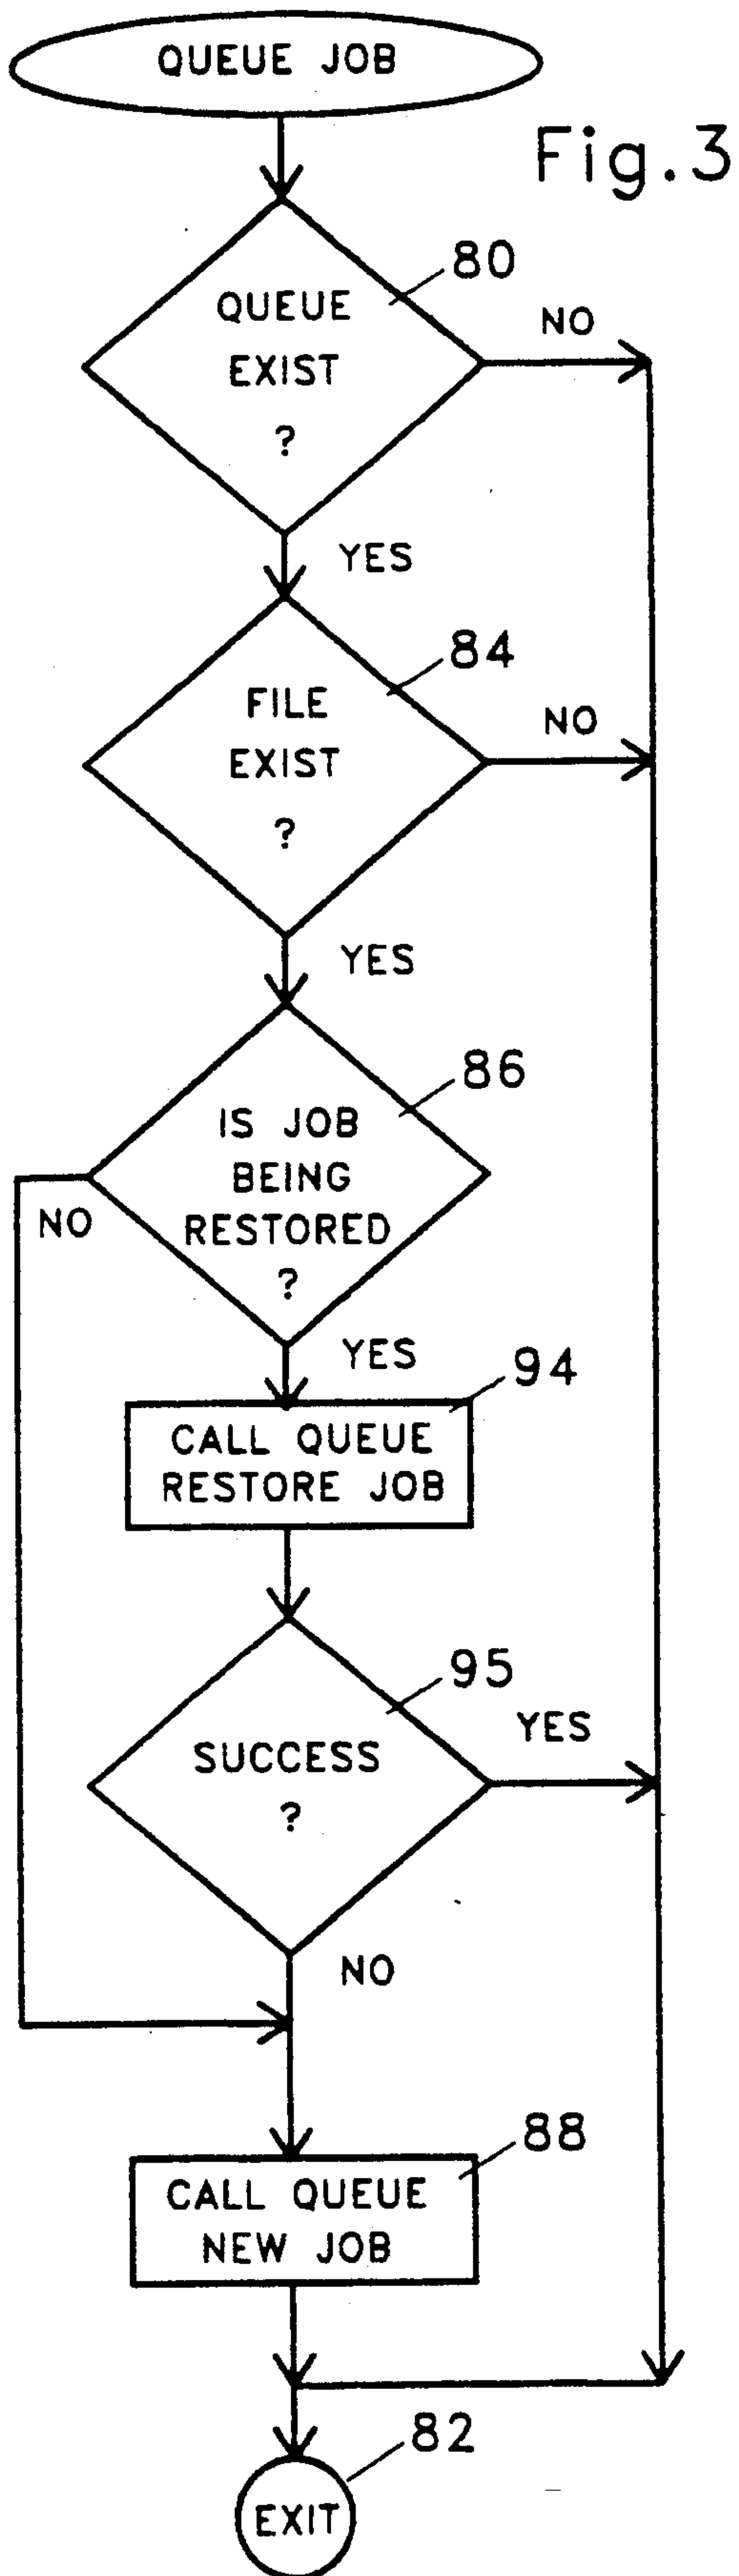 QUEUE JOB
Fig.3
80
QUEUE
EXIST
?
NO
YES
84
FILE
EXIST
?
NO
YES
86
IS JOB
BEING
RESTORED
?
NO
YES
94
CALL QUEUE
RESTORE JOB
95
SUCCESS
?
YES
NO
88
CALL QUEUE
NEW JOB
82
EXIT